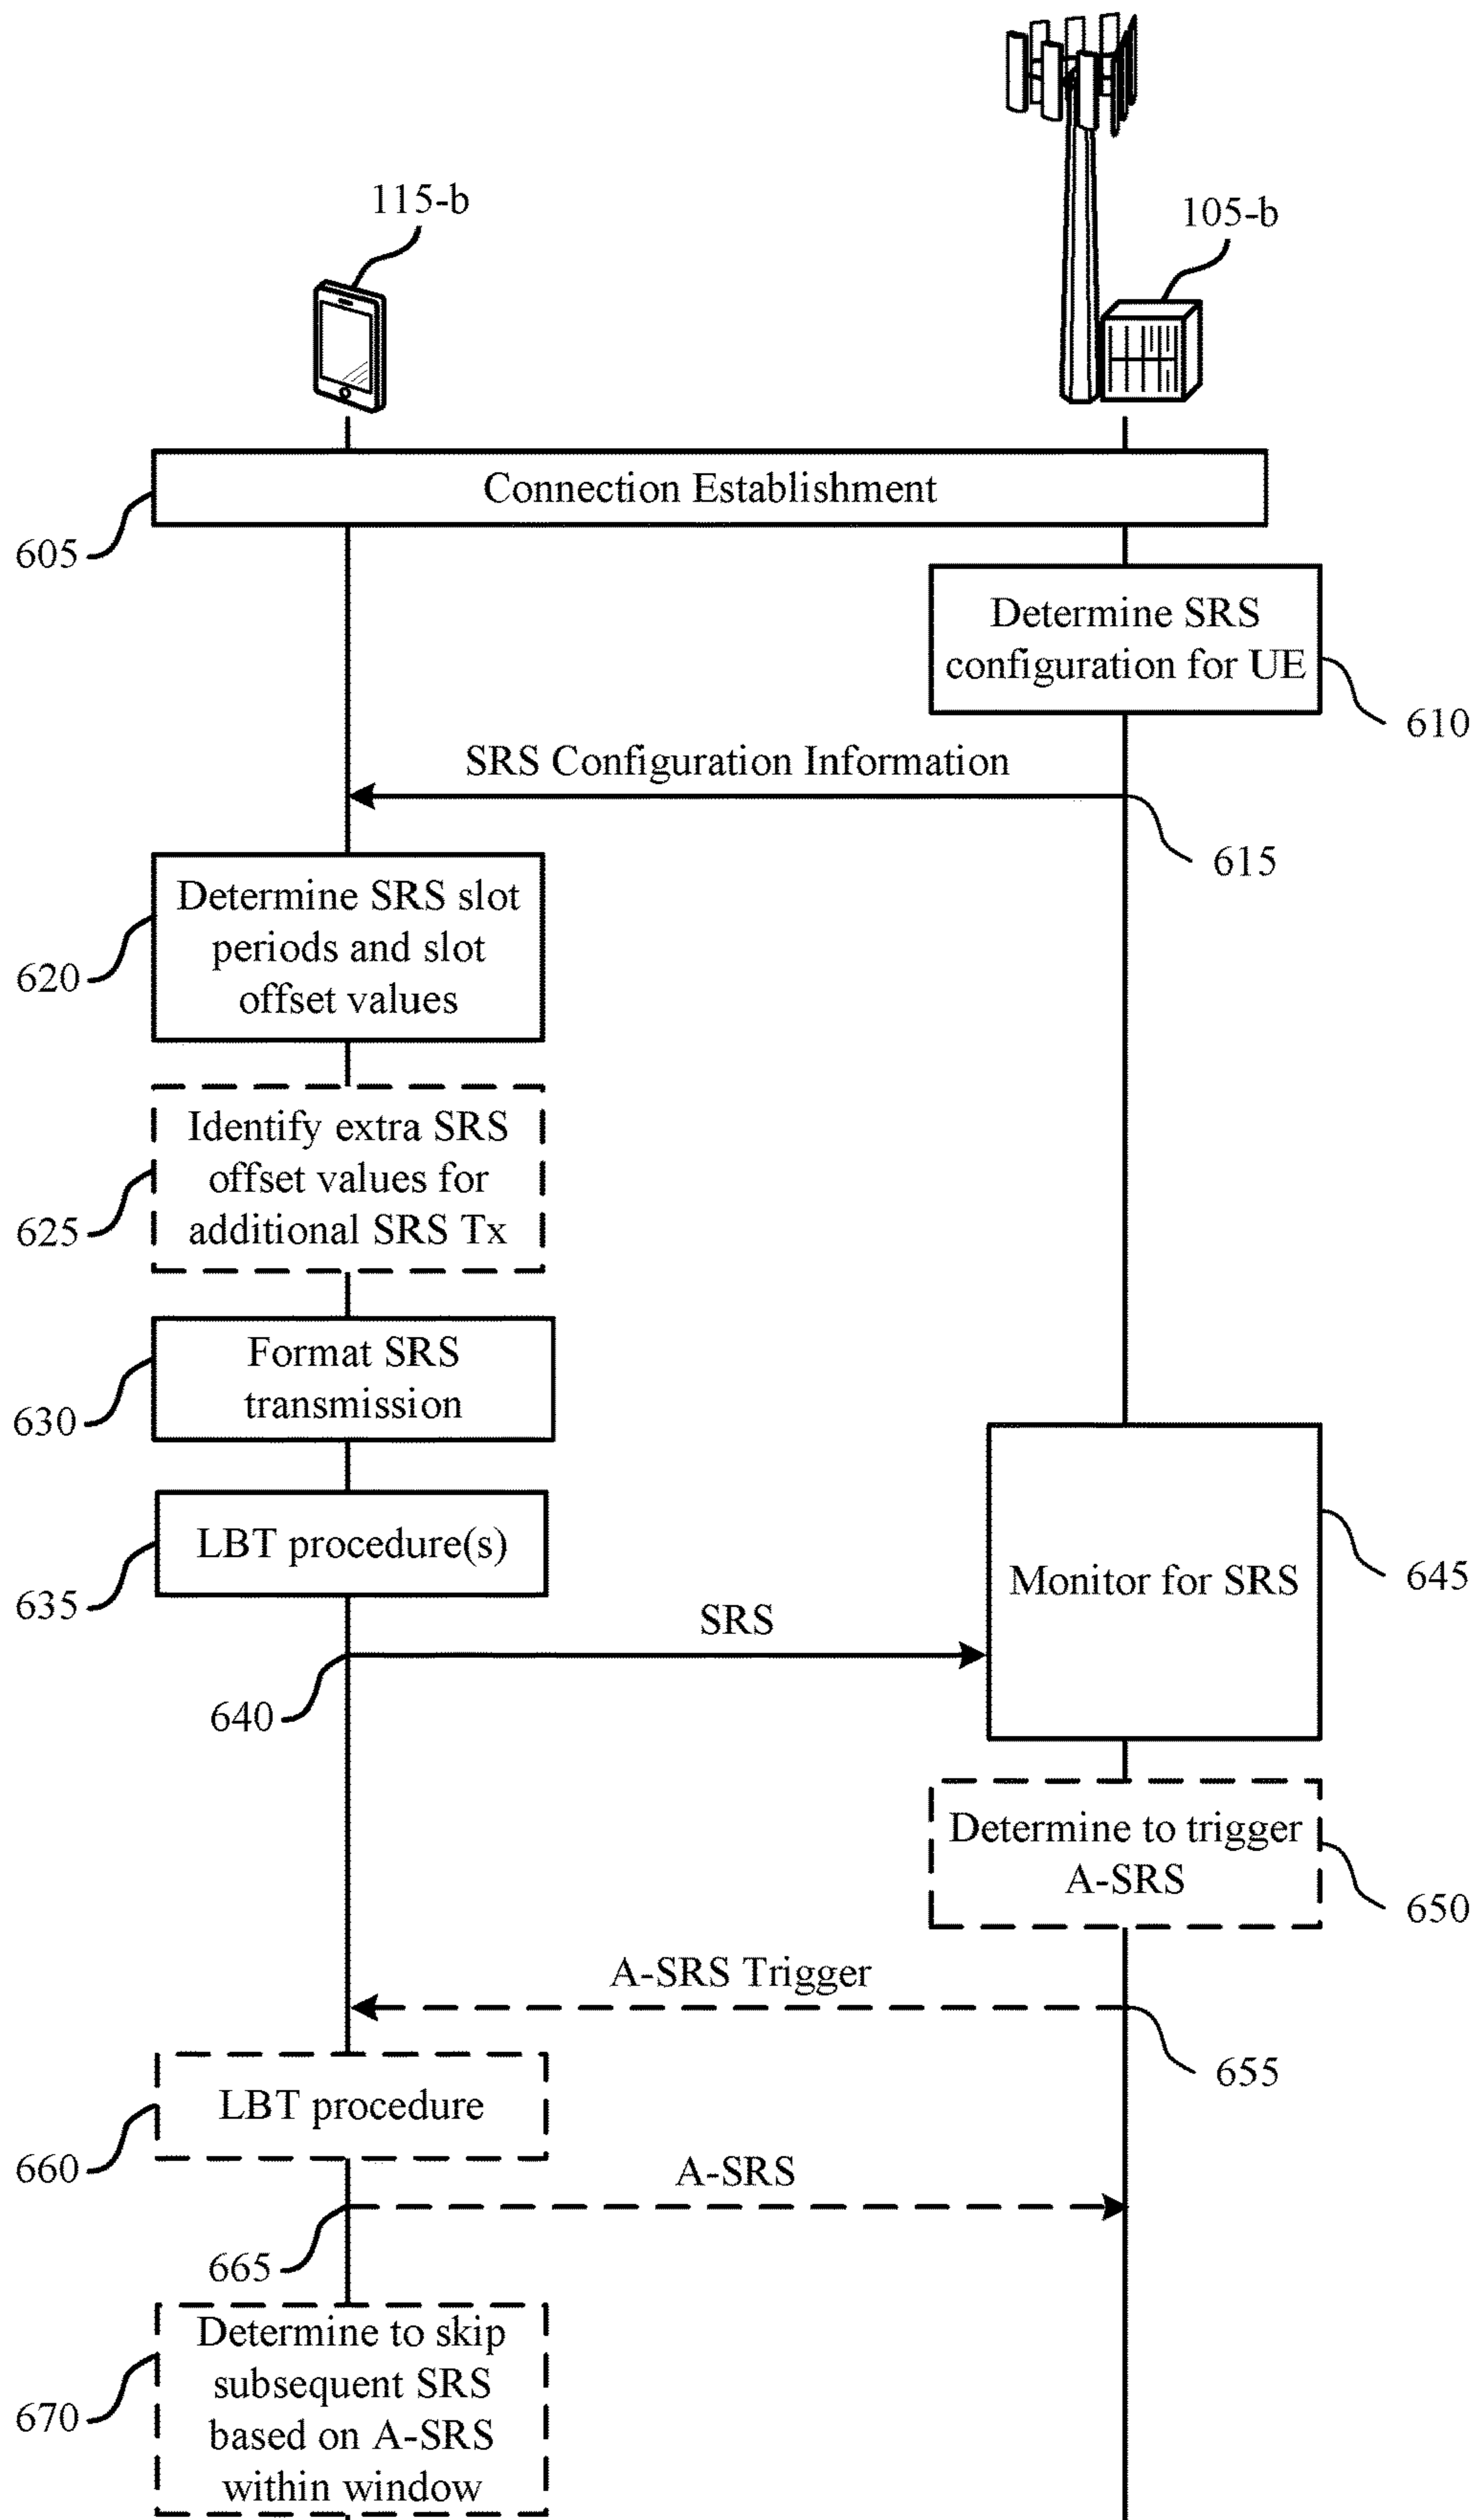 115-b
105-b
Connection Establishment
605
Determine SRS
configuration for UE
610
SRS Configuration Information
615
Determine SRS slot
periods and slot
offset values
620
Identify extra SRS
offset values for
additional SRS Tx
625
Format SRS
transmission
630
LBT procedure(s)
635
Monitor for SRS
645
SRS
640
Determine to trigger
A-SRS
650
A-SRS Trigger
655
LBT procedure
660
A-SRS
665
Determine to skip
subsequent SRS
based on A-SRS
within window
670